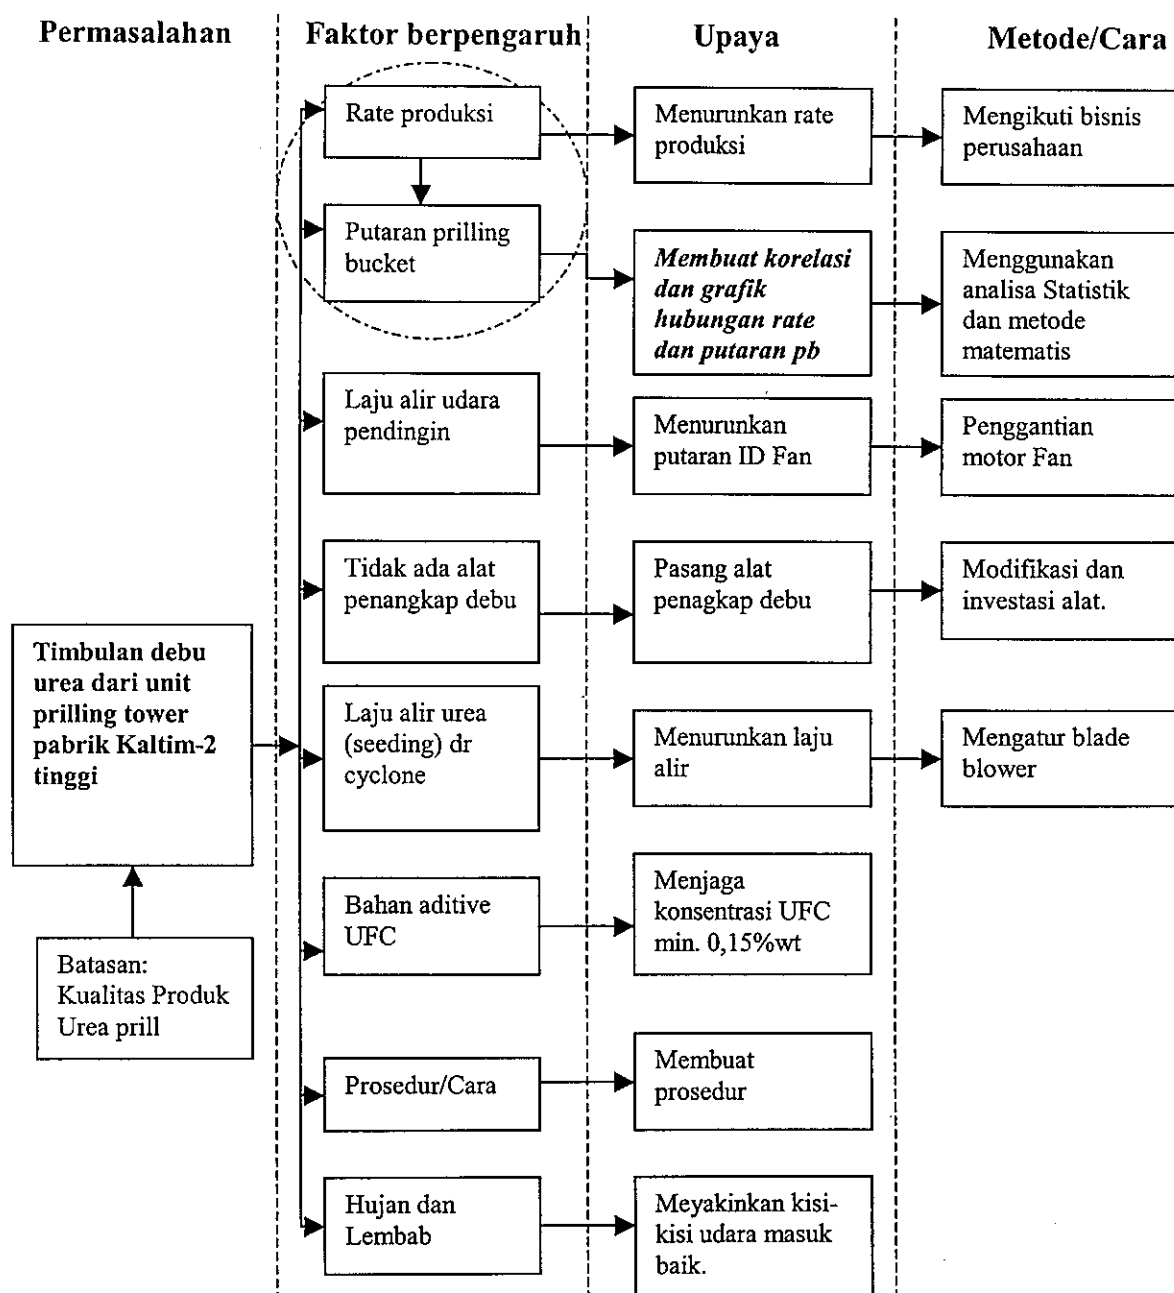 Permasalahan
Faktor berpengaruh
Upaya
Metode/Cara
Rate produksi
Menurunkan rate
produksi
Mengikuti bisnis
perusahaan
Putaran prilling
bucket
Membuat korelasi
dan grafik
hubungan rate
dan putaran pb
Menggunakan
analisa Statistik
dan metode
matematis
Laju alir udara
pendingin
Menurunkan
putaran ID Fan
Penggantian
motor Fan
Tidak ada alat
penangkap debu
Pasang alat
penagkap debu
Modifikasi dan
investasi alat.
Timbulan debu
urea dari unit
prilling tower
pabrik Kaltim-2
tinggi
Laju alir urea
(seeding) dr
cyclone
Menurunkan laju
alir
Mengatur blade
blower
Bahan aditive
UFC
Menjaga
konsentrasi UFC
min. 0,15%wt
Batasan:
Kualitas Produk
Urea prill
Prosedur/Cara
Membuat
prosedur
Hujan dan
Lembab
Meyakinkan kisi-
kisi udara masuk
baik.